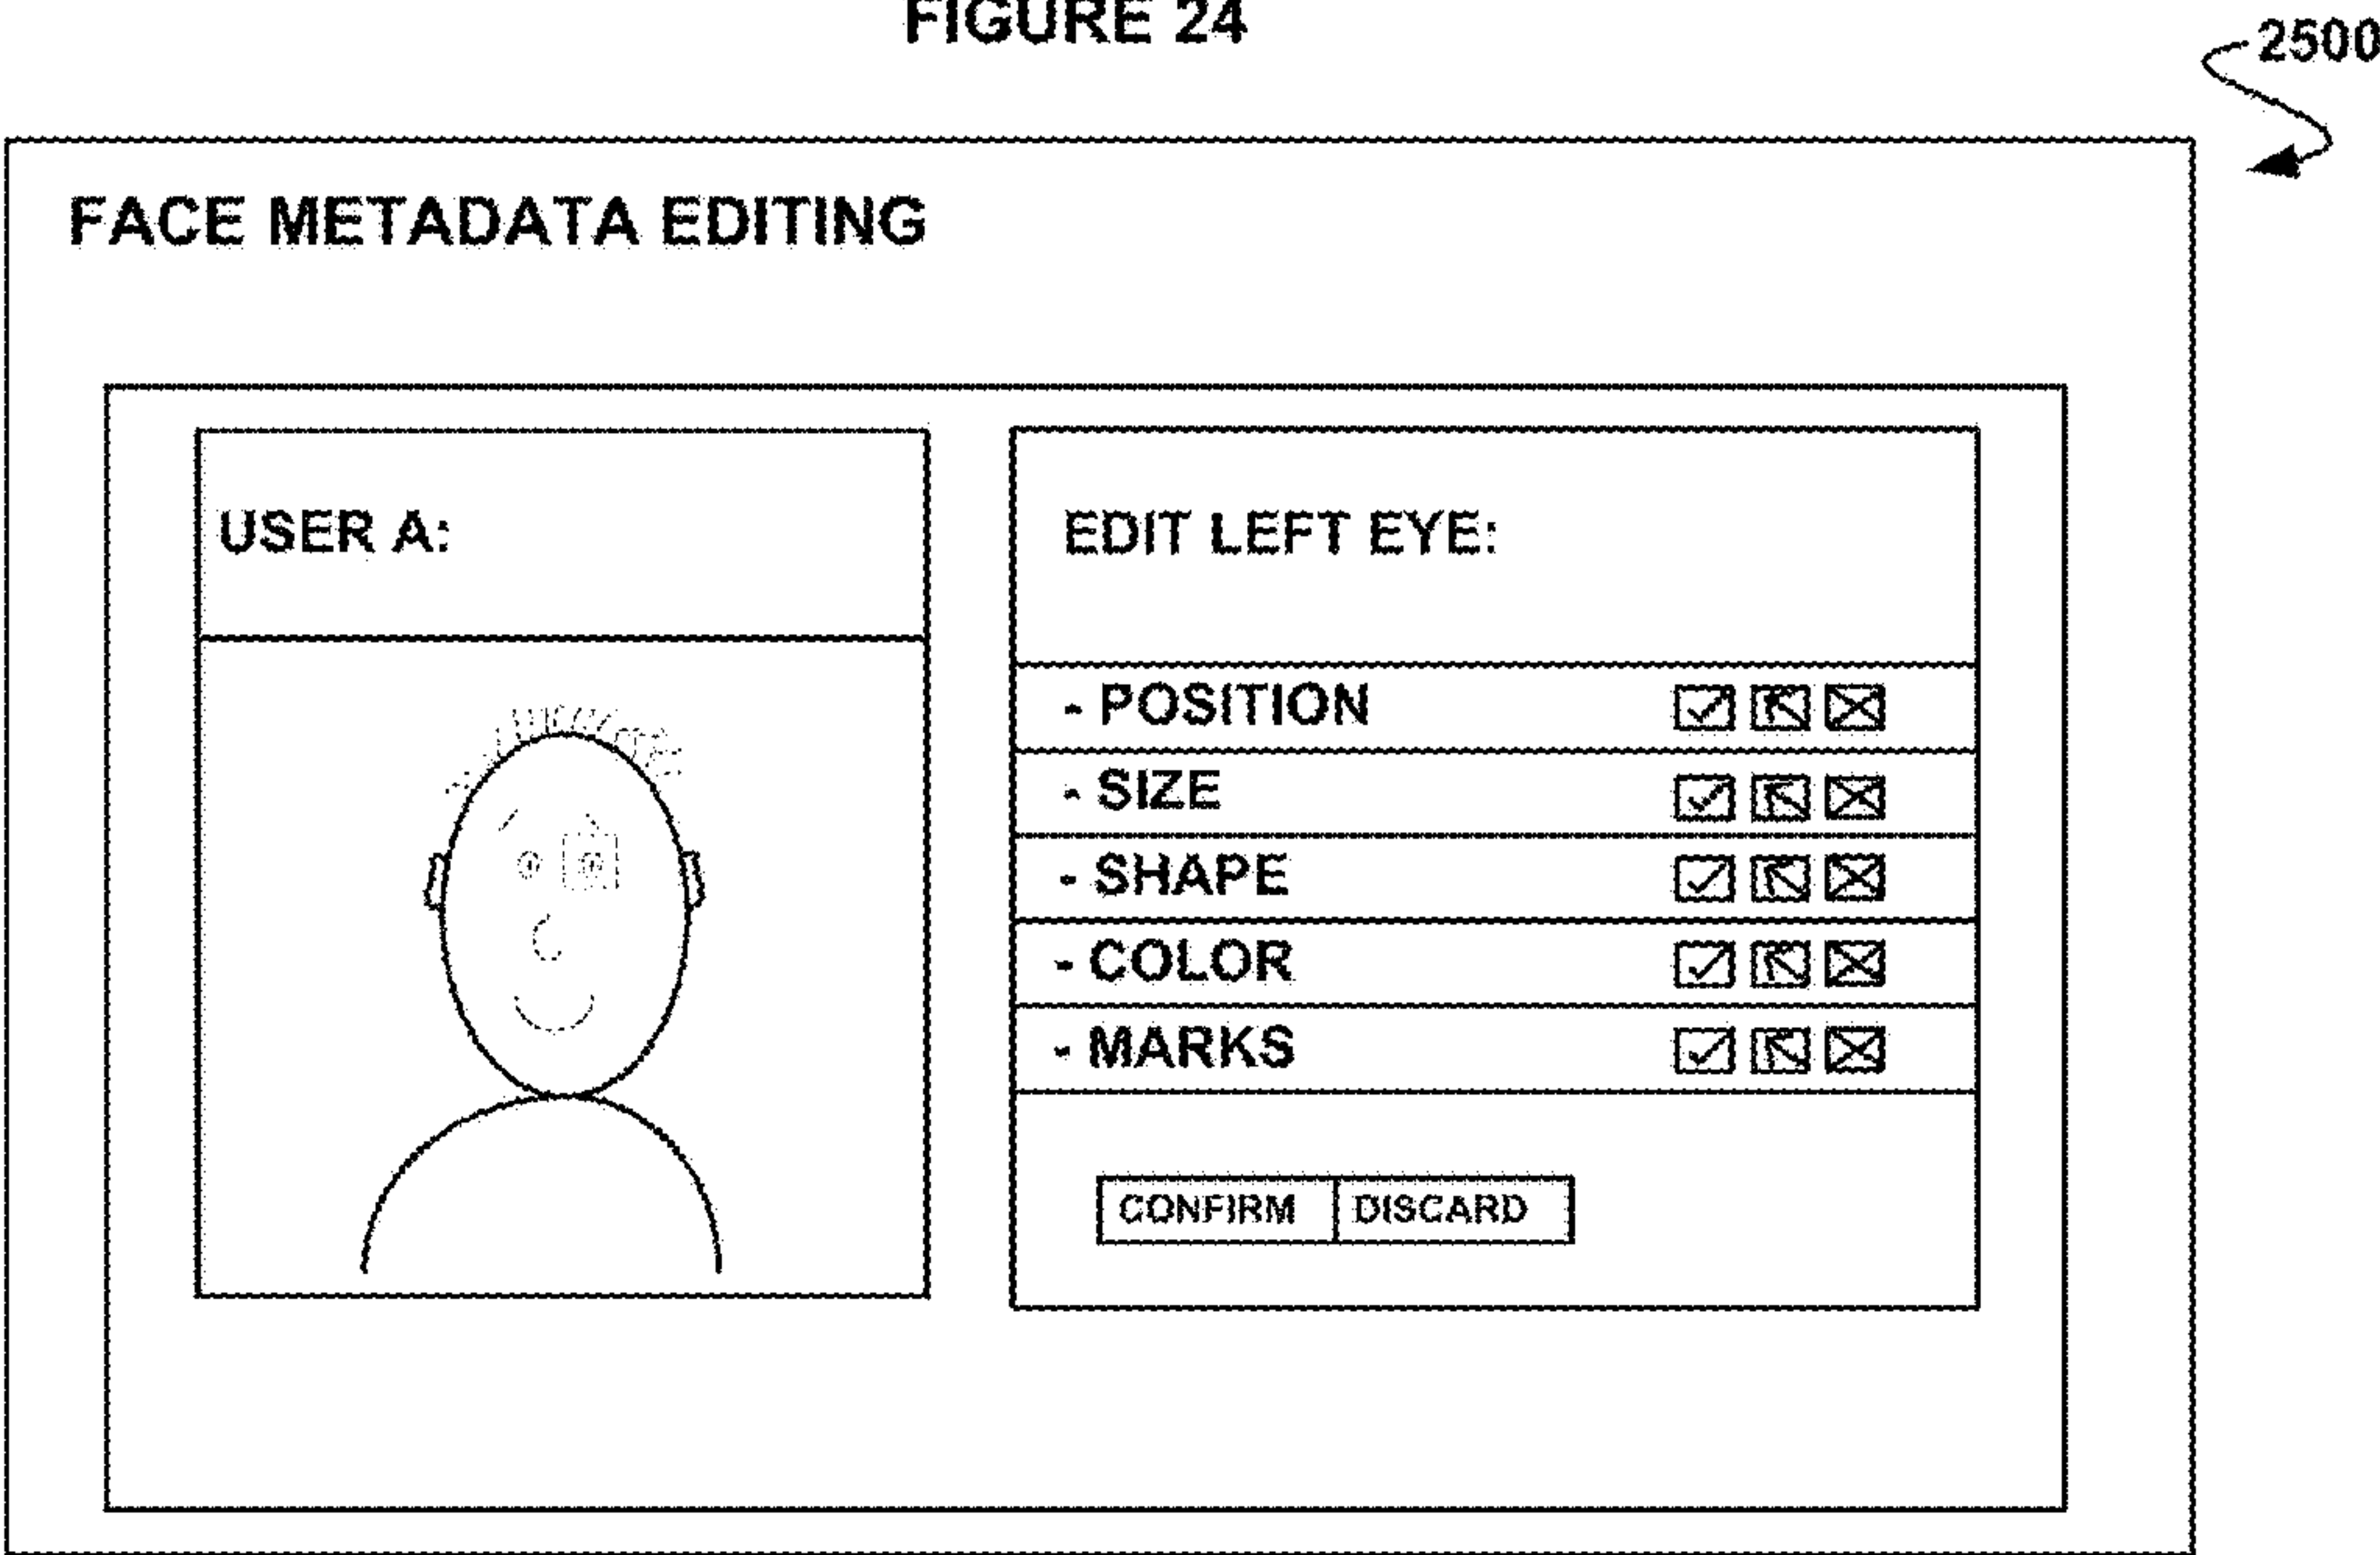 FIGURE 24
2500
FACE METADATA EDITING
USER A:
EDIT LEFT EYE:
- POSITION
- SIZE
- SHAPE
- COLOR
- MARKS
CONFIRM DISCARD